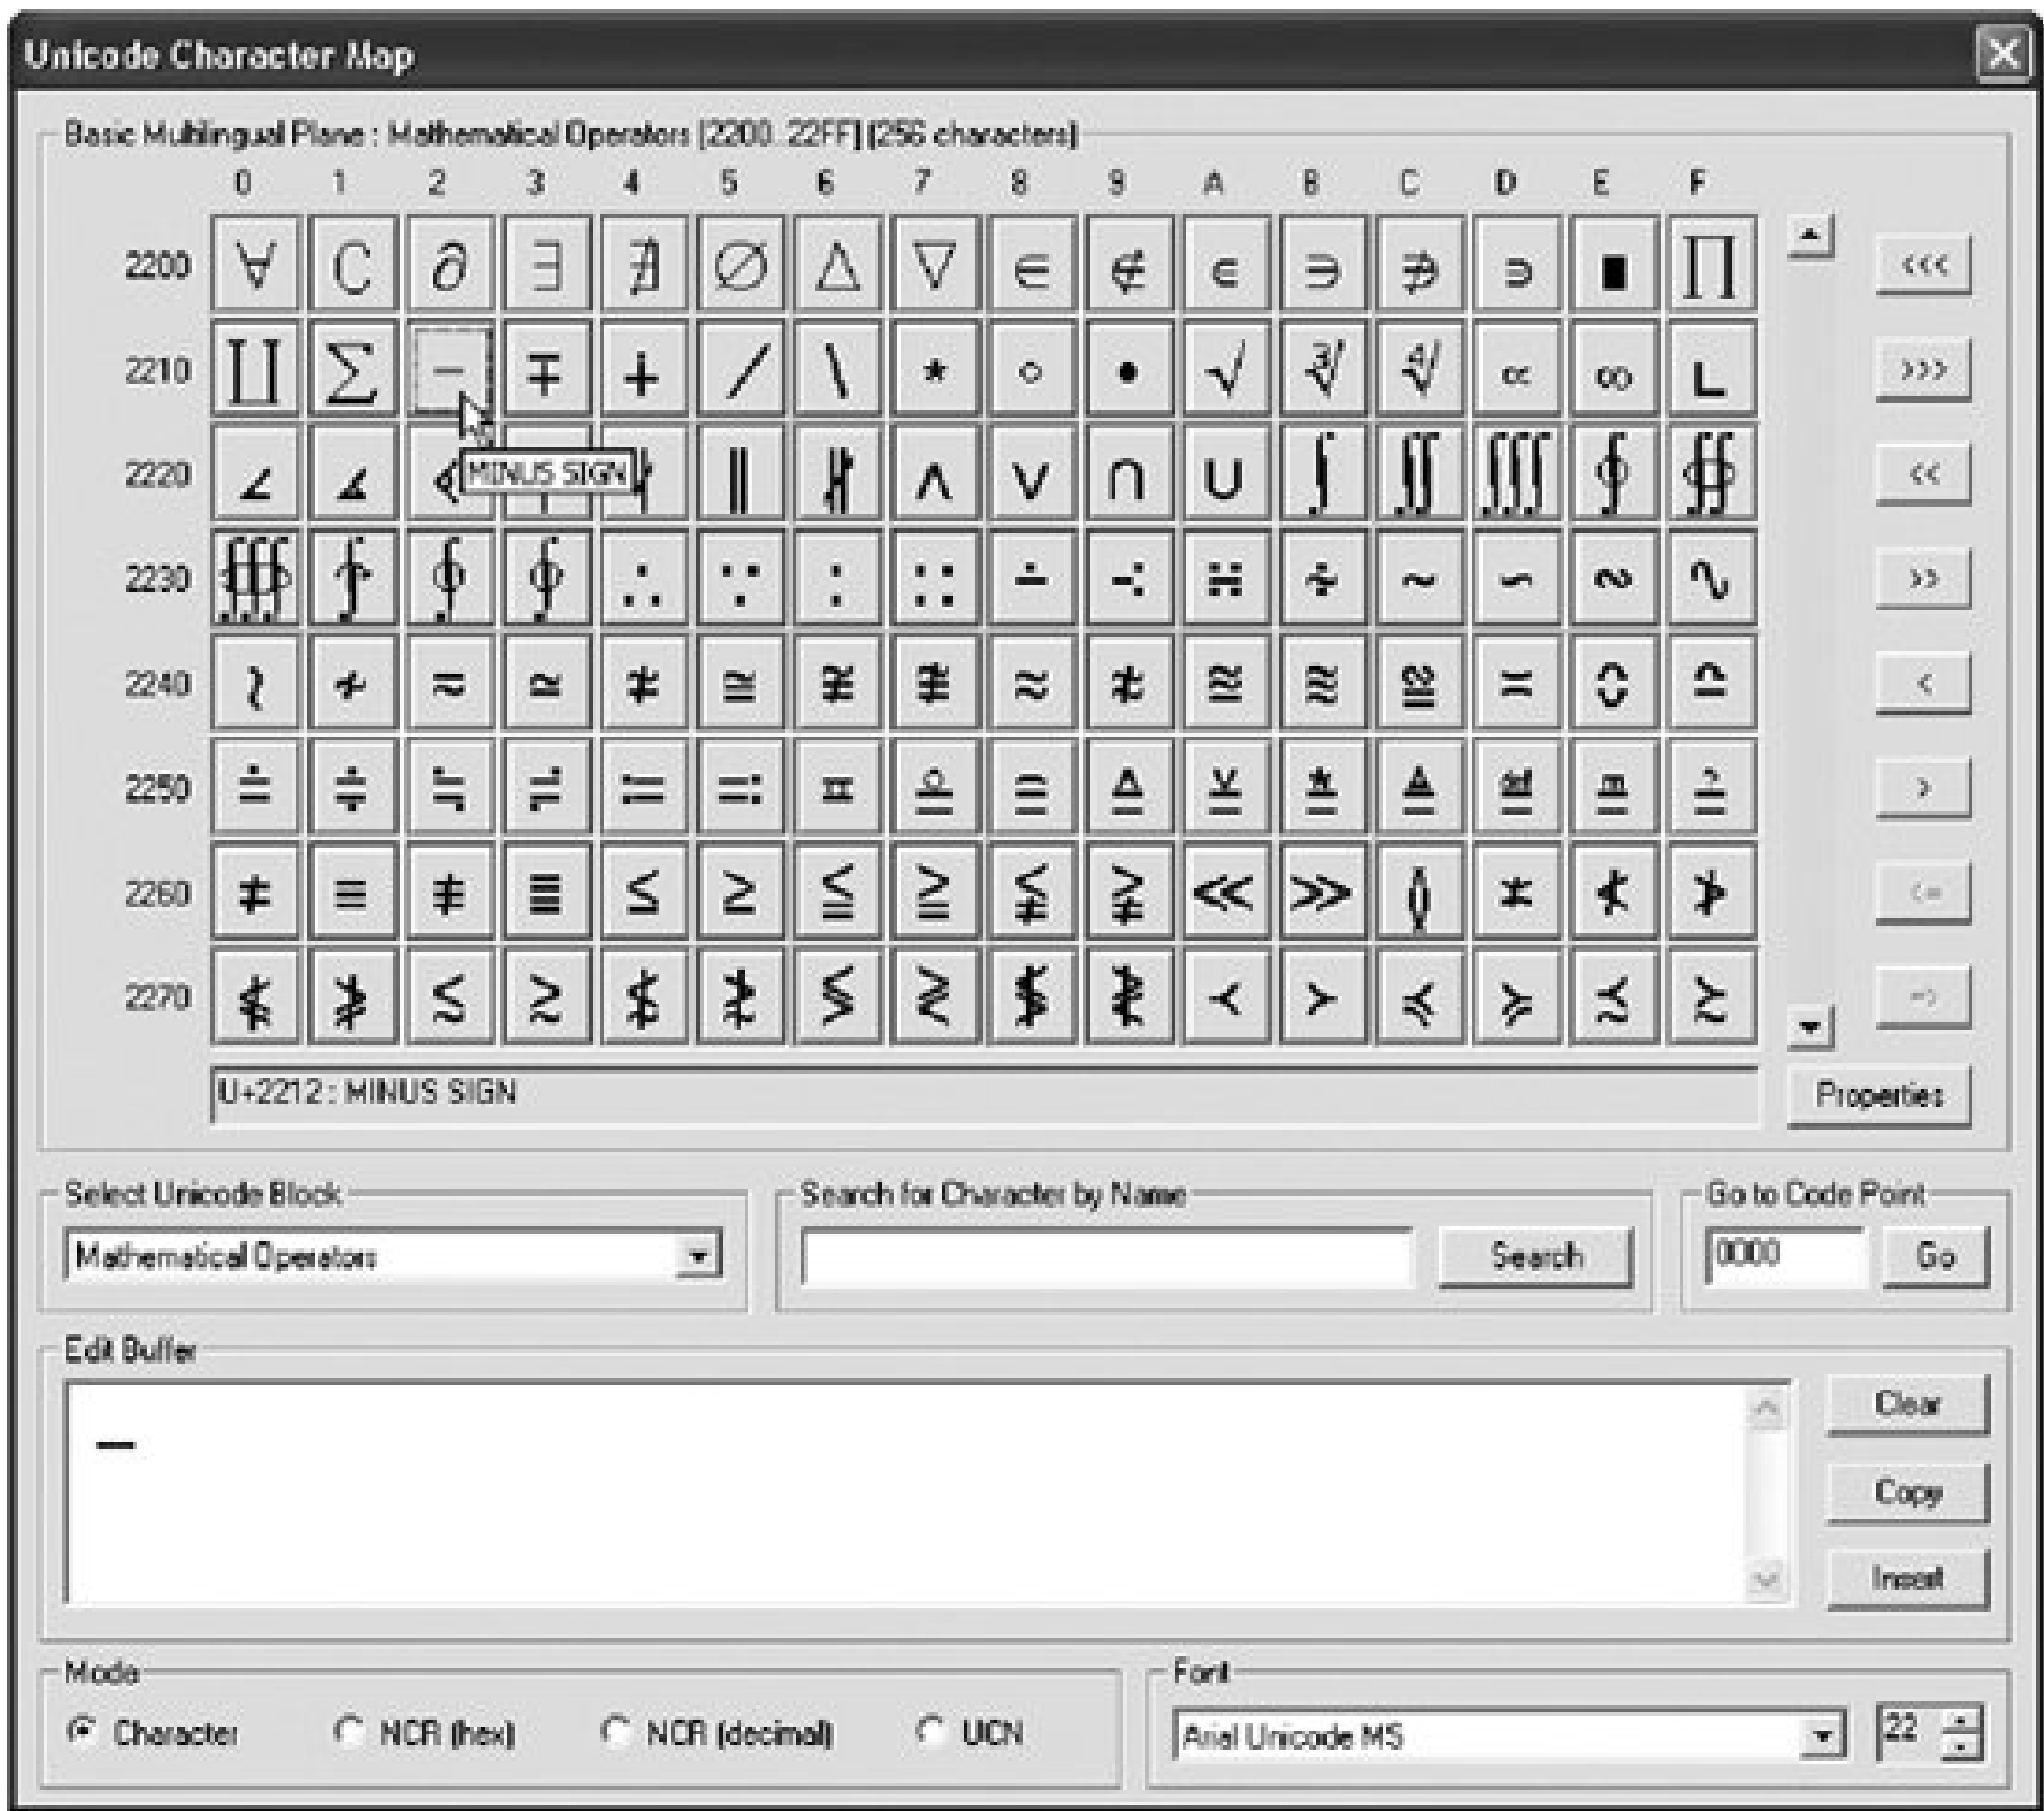 Unicode Character Map
Basic Multilingual Plane : Mathematical Operators [2200..22FF] (256 characters)
0 1 2 3 4 5 6 7 8 9 A B C D E F
2200 ∀ ∁ ∂ ∃ ∄ ∅ ∆ ∇ ∈ ∉ ∊ ∋ ∌ ∍ ∎ ∏ <<<
2210 ∐ ∑ − ∓ ∔ ∕ ∖ ∗ ∘ ∙ √ ∛ ∜ ∝ ∞ ∟ >>>
2220 ∠ ∡ ∢ MINUS SIGN ∥ ∦ ∧ ∨ ∩ ∪ ∫ ∬ ∭ ∮ ∯ <<
2230 ∰ ∱ ∲ ∳ ∴ ∵ ∶ ∷ ∸ ∹ ∺ ∻ ∼ ∽ ∾ ∿ >>
2240 ≀ ≁ ≂ ≃ ≄ ≅ ≆ ≇ ≈ ≉ ≊ ≋ ≌ ≍ ≎ ≏ <
2250 ≐ ≑ ≒ ≓ ≔ ≕ ≖ ≗ ≘ ≙ ≚ ≛ ≜ ≝ ≞ ≟ >
2260 ≠ ≡ ≢ ≣ ≤ ≥ ≦ ≧ ≨ ≩ ≪ ≫ ≬ ≭ ≮ ≯ <=
2270 ≰ ≱ ≲ ≳ ≴ ≵ ≶ ≷ ≸ ≹ ≺ ≻ ≼ ≽ ≾ ≿ =>
U+2212 : MINUS SIGN Properties
Select Unicode Block Search for Character by Name Go to Code Point
Mathematical Operators Search 0000 Go
Edit Buffer
−
Clear
Copy
Insert
Mode Font
Character NCR (hex) NCR (decimal) UCN Arial Unicode MS 22